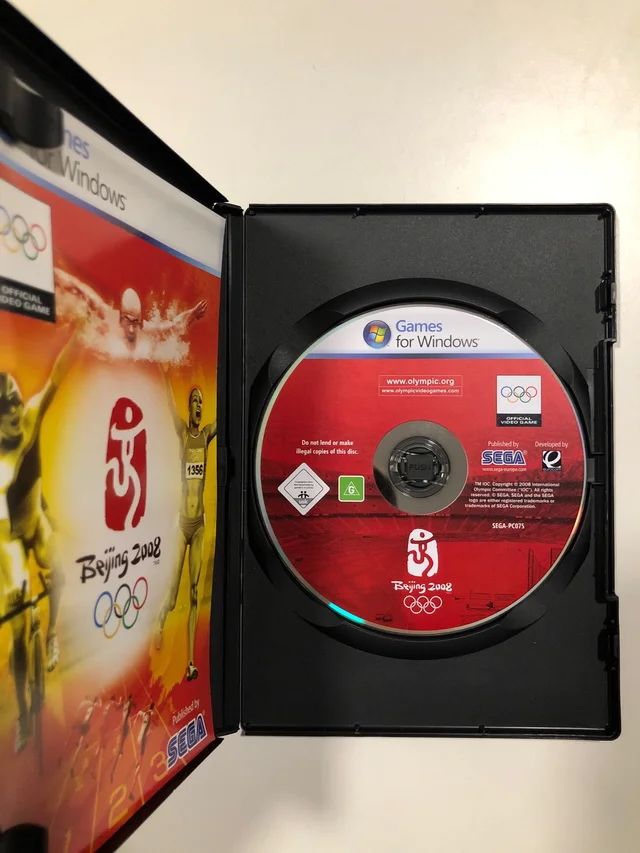 for Windows
OFFICIAL
VIDEO GAME
1356
Beijing 2008
Published by
SEGA
2
3
Games
for Windows
www.olympic.org
www.olympicvideogames.com
OFFICIAL
VIDEO GAME
Do not lend or make
illegal copies of this disc.
PUSH
Published by
SEGA
www.sega-europe.com
Developed by
e
G
TM IOC. Copyright © 2008 International
Olympic Committee ("IOC"). All rights
reserved. © SEGA. SEGA and the SEGA
logo are either registered trademarks or
trademarks of SEGA Corporation.
SEGA-PC075
Beijing 2008